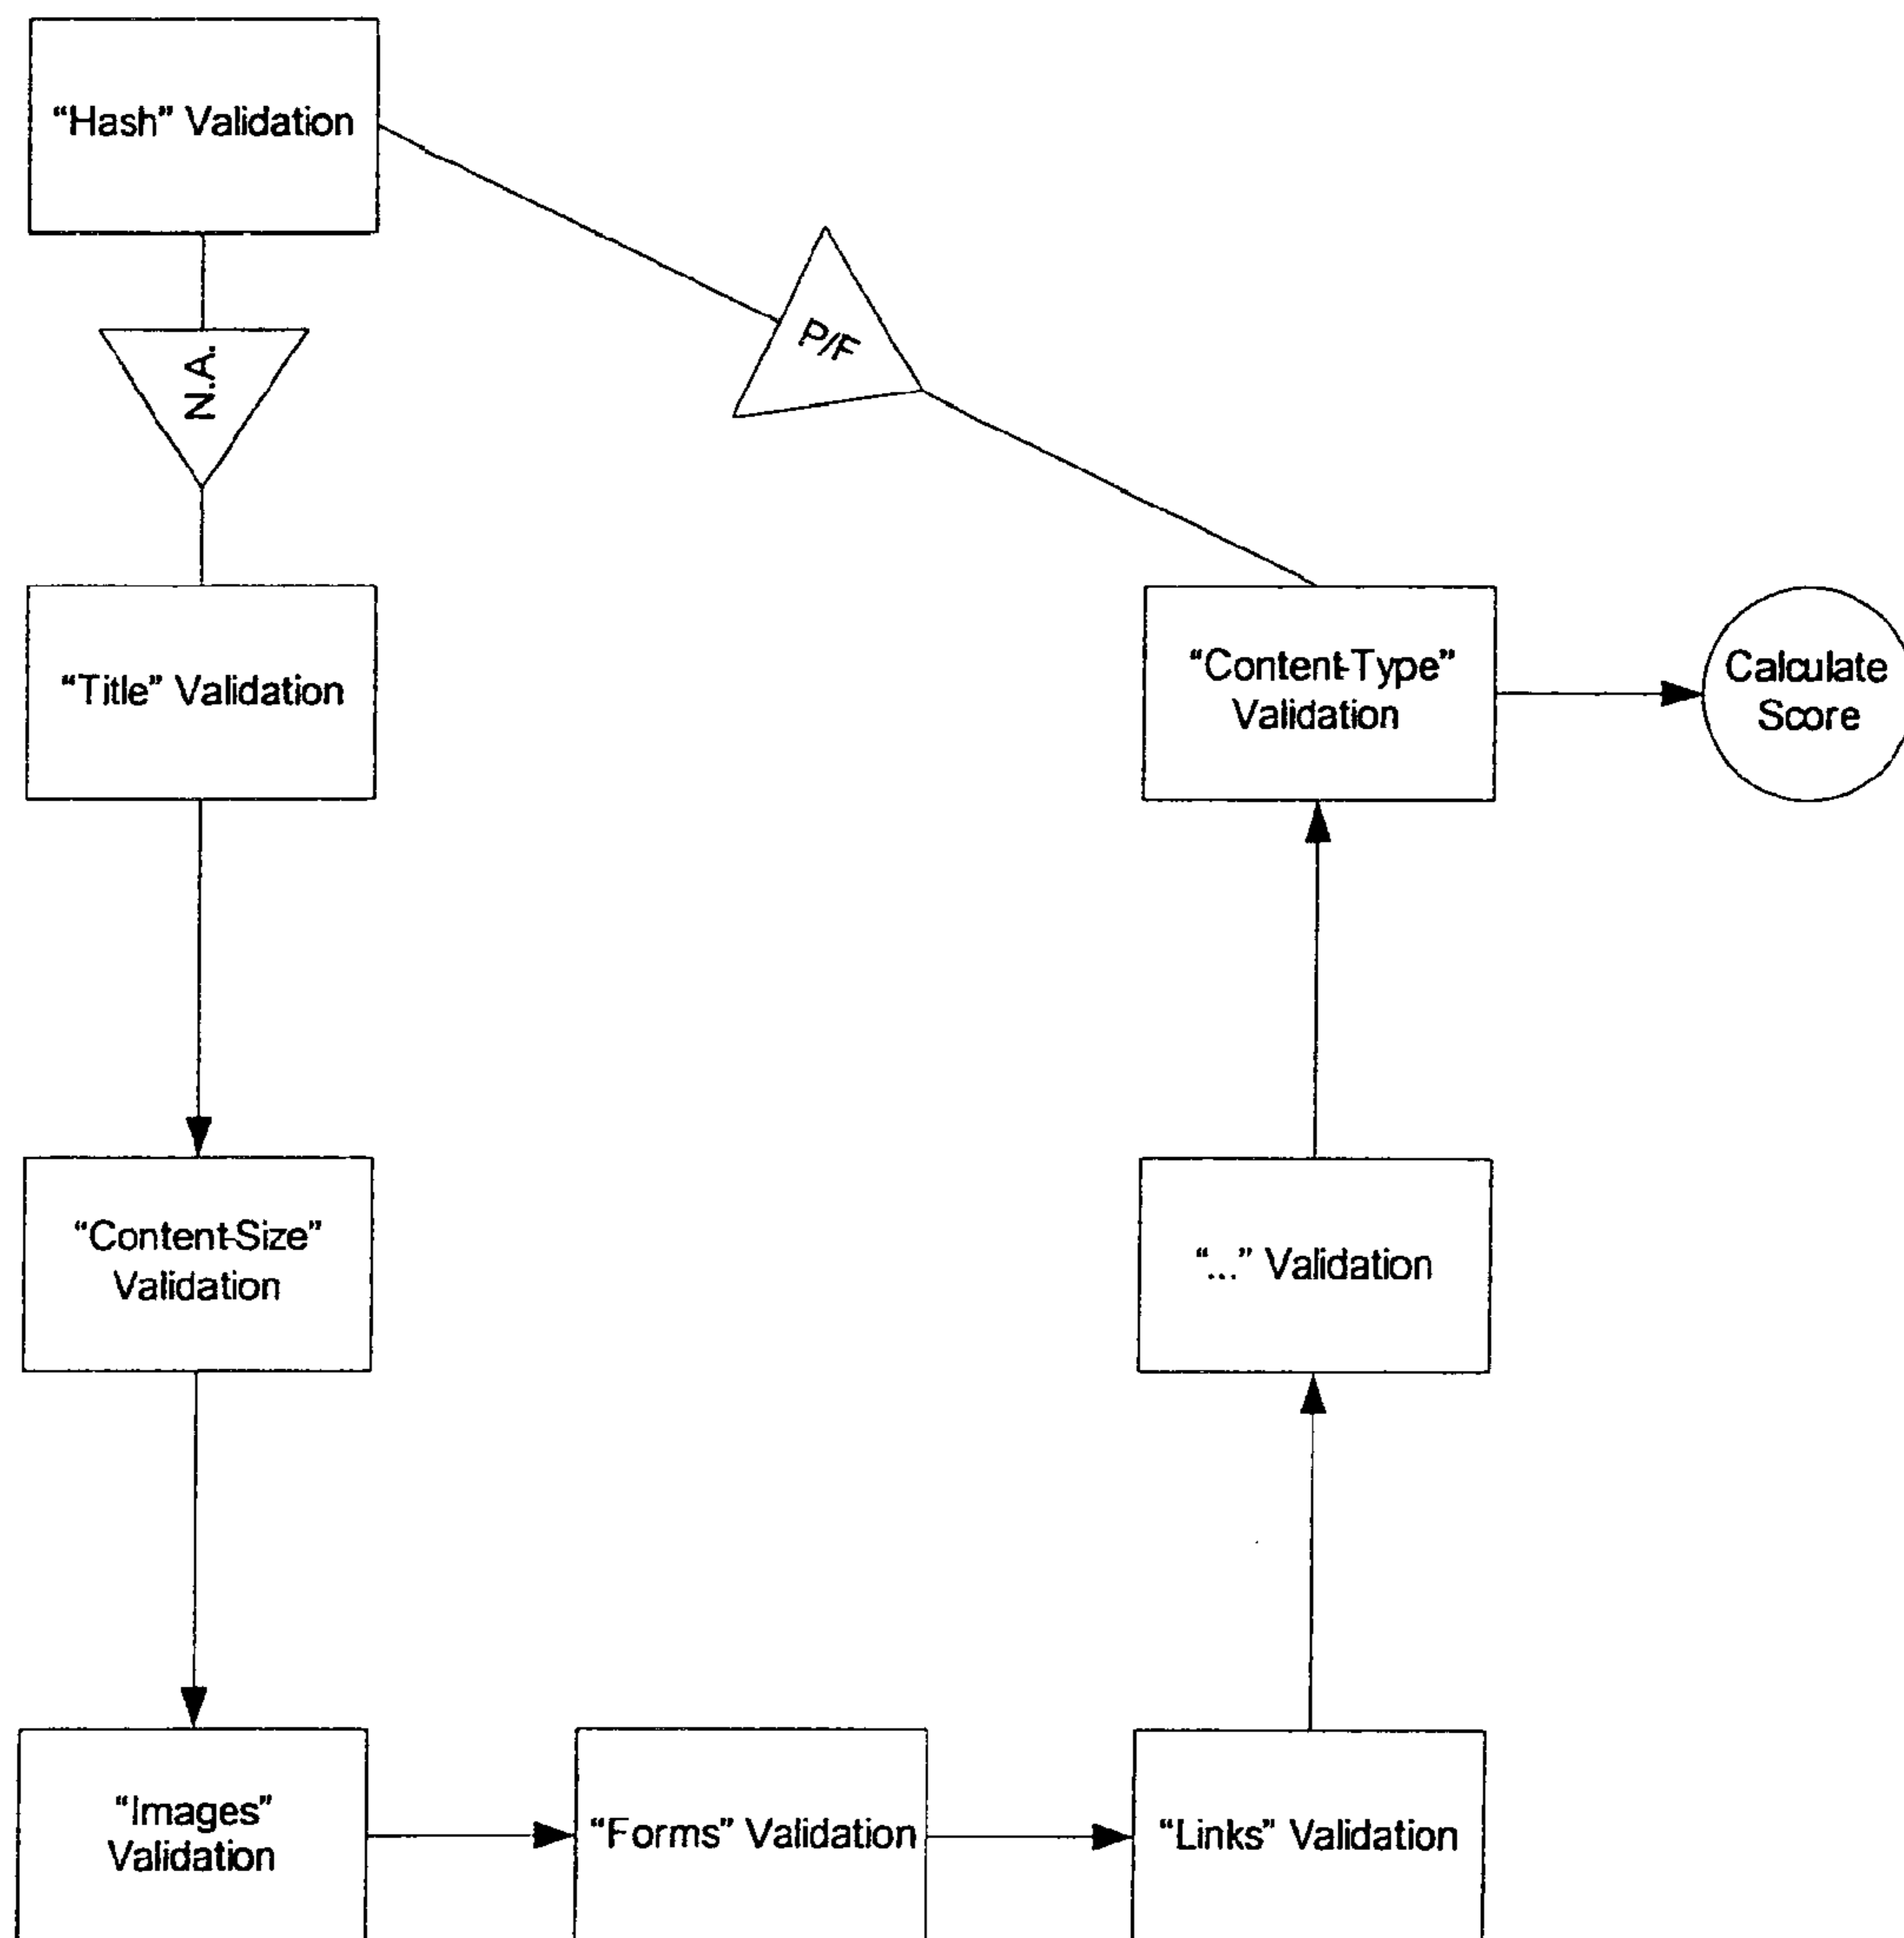 “Hash” Validation
P/F
N.A.
“Title” Validation
“Content-Type”
Validation
Calculate
Score
“Content-Size”
Validation
“...” Validation
“Images”
Validation
“Forms” Validation
“Links” Validation